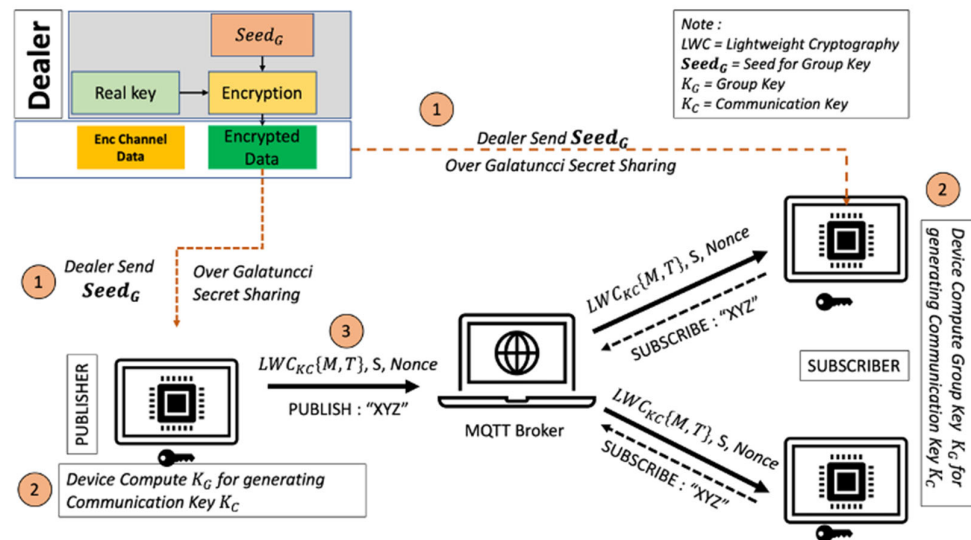 Dealer
Seed_G
Real key
Encryption
Enc Channel
Data
Encrypted
Data
Note :
LWC = Lightweight Cryptography
Seed_G = Seed for Group Key
K_G = Group Key
K_C = Communication Key
1
Dealer Send Seed_G
Over Galatuncci Secret Sharing
1
Dealer Send
Seed_G
Over Galatuncci
Secret Sharing
2
Device Compute Group Key K_G for
generating Communication Key K_C
3
LWC_KC{M, T}, S, Nonce
PUBLISH : “XYZ”
PUBLISHER
2
Device Compute K_G for generating
Communication Key K_C
MQTT Broker
LWC_KC{M, T}, S, Nonce
SUBSCRIBE : “XYZ”
SUBSCRIBER
LWC_KC{M, T}, S, Nonce
SUBSCRIBE : “XYZ”